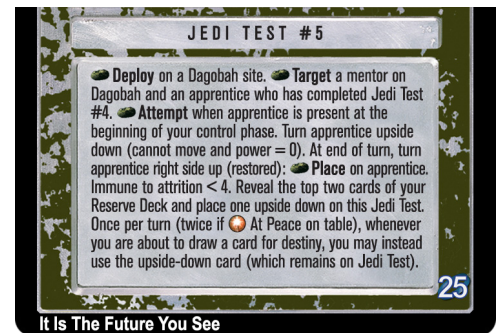 JEDI TEST #5
Deploy on a Dagobah site. Target a mentor on
Dagobah and an apprentice who has completed Jedi Test
#4. Attempt when apprentice is present at the
beginning of your control phase. Turn apprentice upside
down (cannot move and power = 0). At end of turn, turn
apprentice right side up (restored): Place on apprentice.
Immune to attrition < 4. Reveal the top two cards of your
Reserve Deck and place one upside down on this Jedi Test.
Once per turn (twice if At Peace on table), whenever
you are about to draw a card for destiny, you may instead
use the upside-down card (which remains on Jedi Test).
25
It Is The Future You See